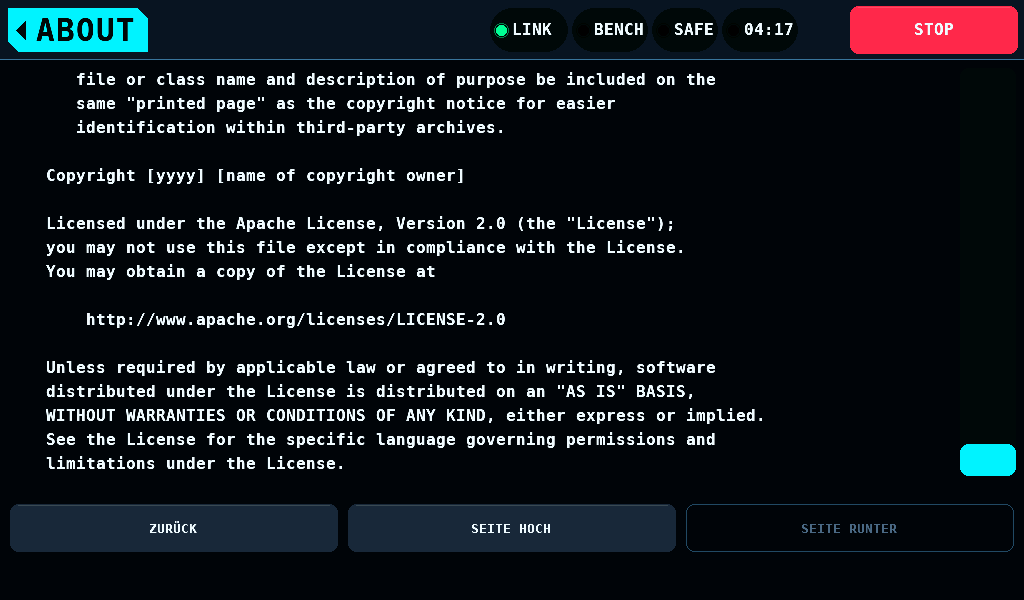 ABOUT
LINK
BENCH
SAFE
04:17
STOP
file or class name and description of purpose be included on the
same "printed page" as the copyright notice for easier
identification within third-party archives.
Copyright [yyyy] [name of copyright owner]
Licensed under the Apache License, Version 2.0 (the "License");
you may not use this file except in compliance with the License.
You may obtain a copy of the License at
http://www.apache.org/licenses/LICENSE-2.0
Unless required by applicable law or agreed to in writing, software
distributed under the License is distributed on an "AS IS" BASIS,
WITHOUT WARRANTIES OR CONDITIONS OF ANY KIND, either express or implied.
See the License for the specific language governing permissions and
limitations under the License.
ZURÜCK
SEITE HOCH
SEITE RUNTER